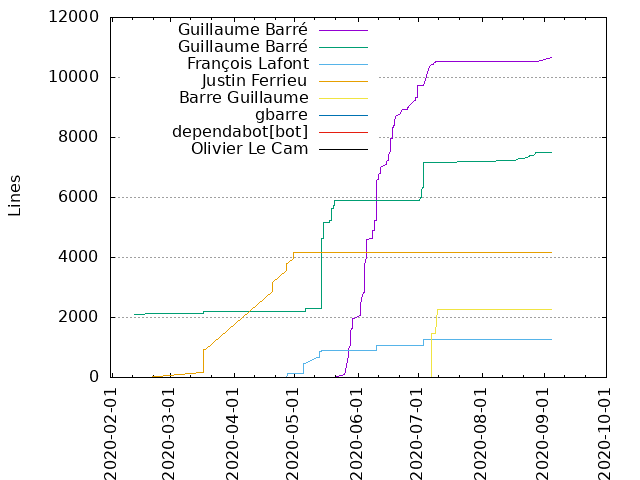 Guillaume Barré
Guillaume Barré
François Lafont
Justin Ferrieu
Barre Guillaume
gbarre
dependabot[bot]
Olivier Le Cam
Lines
12000
10000
8000
6000
4000
2000
0
2020-02-01
2020-03-01
2020-04-01
2020-05-01
2020-06-01
2020-07-01
2020-08-01
2020-09-01
2020-10-01